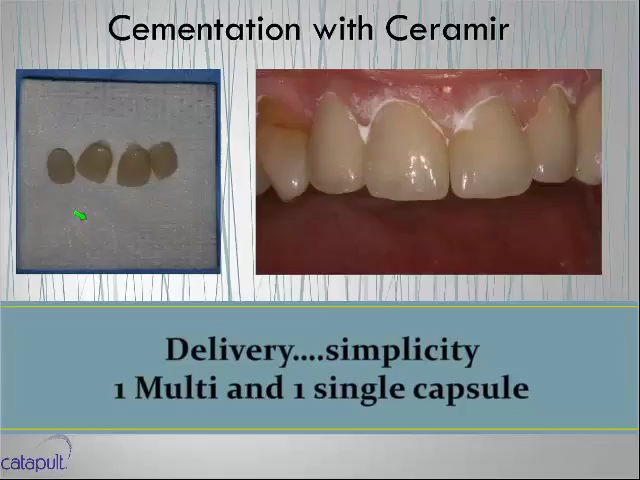 Cementation with Ceramir
Delivery....simplicity
1 Multi and 1 single capsule
catapult